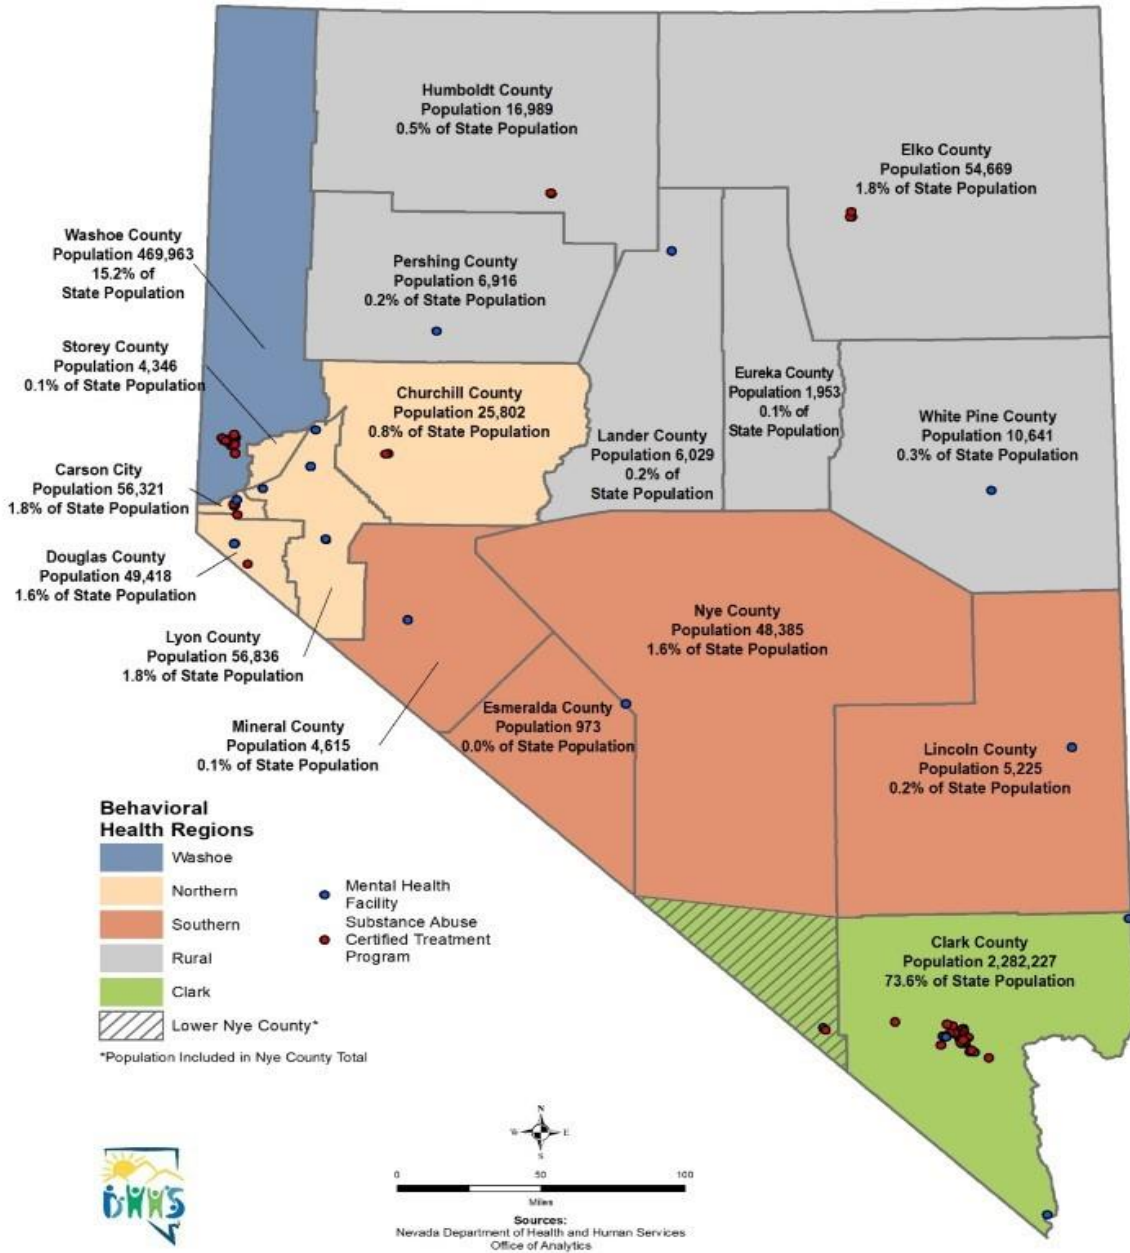 Humboldt County
Population 16,989
0.5% of State Population
Elko County
Population 54,669
1.8% of State Population
Washoe County
Population 469,963
15.2% of
State Population
Pershing County
Population 6,916
0.2% of State Population
Storey County
Population 4,346
0.1% of State Population
Churchill County
Population 25,802
0.8% of State Population
Eureka County
Population 1,953
0.1% of
State Population
Lander County
Population 6,029
0.2% of
State Population
White Pine County
Population 10,641
0.3% of State Population
Carson City
Population 56,321
1.8% of State Population
Douglas County
Population 49,418
1.6% of State Population
Lyon County
Population 56,836
1.8% of State Population
Nye County
Population 48,385
1.6% of State Population
Mineral County
Population 4,615
0.1% of State Population
Esmeralda County
Population 973
0.0% of State Population
Lincoln County
Population 5,225
0.2% of State Population
Clark County
Population 2,282,227
73.6% of State Population
Behavioral
Health Regions
Washoe
Northern
Southern
Rural
Clark
Lower Nye County*
*Population Included in Nye County Total
Mental Health
Facility
Substance Abuse
Certified Treatment
Program
N
W E
S
0 50 100
Miles
Sources:
Nevada Department of Health and Human Services
Office of Analytics
DHHS